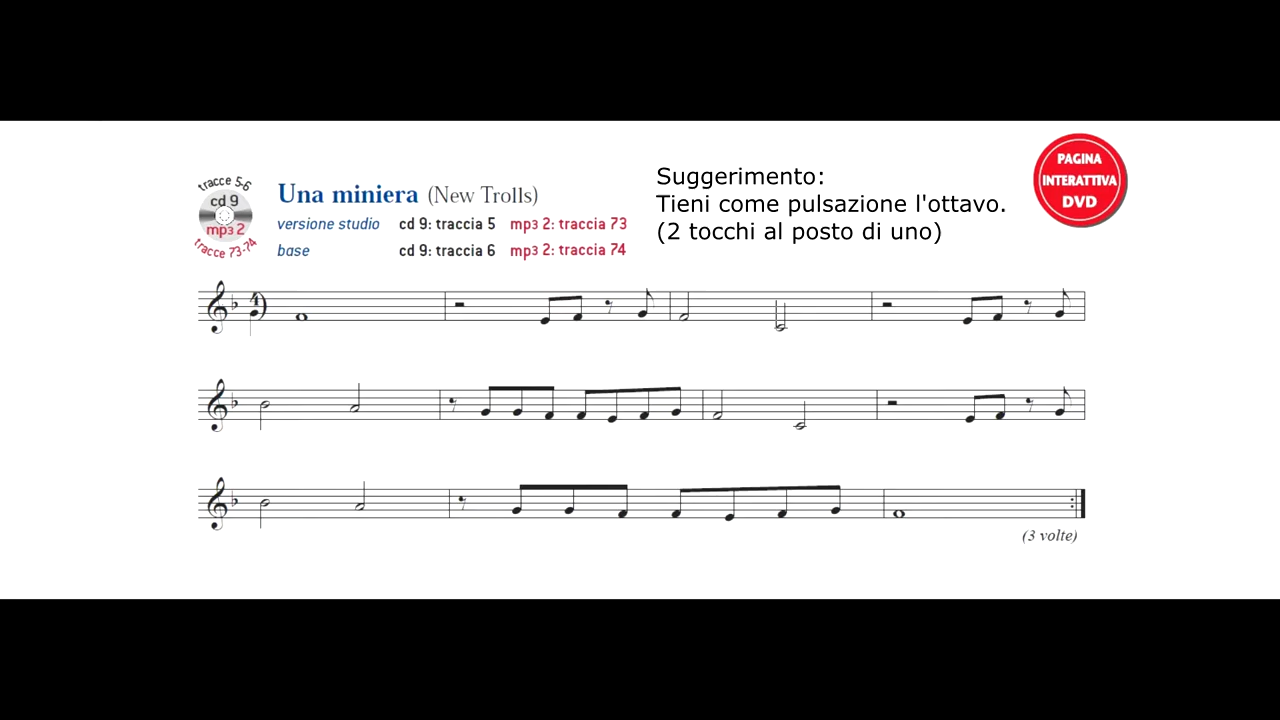 tracce 5-6
cd 9
mp3 2
tracce 73-74
Una miniera (New Trolls)
versione studio cd 9: traccia 5 mp3 2: traccia 73
base cd 9: traccia 6 mp3 2: traccia 74
Suggerimento:
Tieni come pulsazione l'ottavo.
(2 tocchi al posto di uno)
PAGINA
INTERATTIVA
DVD
(3 volte)